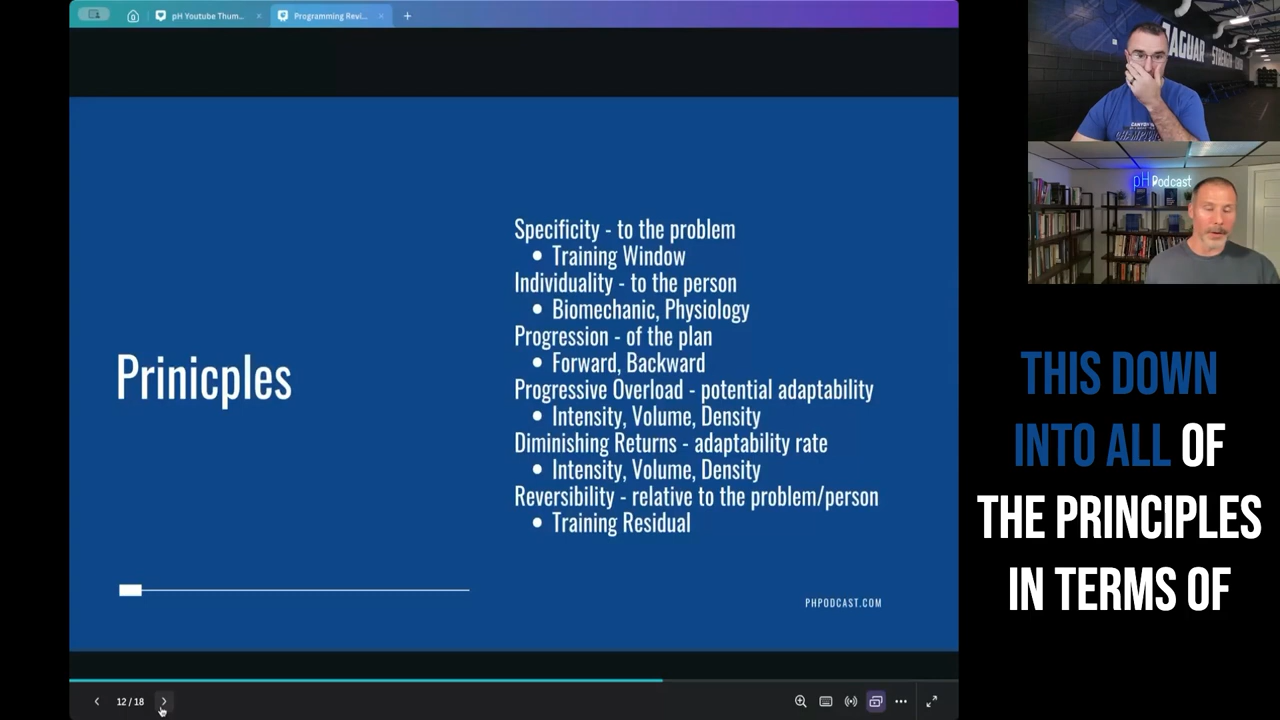 pH Youtube Thum...
Programming Revi...
Prinicples
Specificity - to the problem
• Training Window
Individuality - to the person
• Biomechanic, Physiology
Progression - of the plan
• Forward, Backward
Progressive Overload - potential adaptability
• Intensity, Volume, Density
Diminishing Returns - adaptability rate
• Intensity, Volume, Density
Reversibility - relative to the problem/person
• Training Residual
PHPODCAST.COM
12 / 18
JAGUAR STRENGTH
pH Podcast
THIS DOWN
INTO ALL OF
THE PRINCIPLES
IN TERMS OF